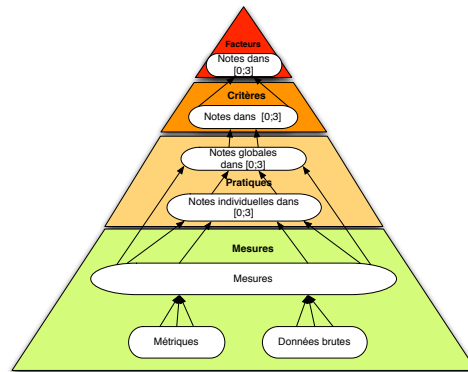 Facteurs
Notes dans
[0;3]
Critères
Notes dans [0;3]
Notes globales
dans [0;3]
Pratiques
Notes individuelles dans
[0;3]
Mesures
Mesures
Métriques
Données brutes